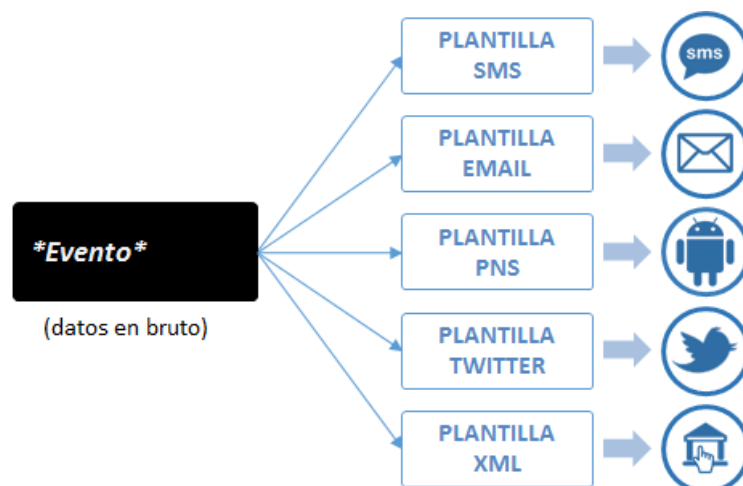 PLANTILLA
SMS
sms
PLANTILLA
EMAIL
*Evento*
(datos en bruto)
PLANTILLA
PNS
PLANTILLA
TWITTER
PLANTILLA
XML